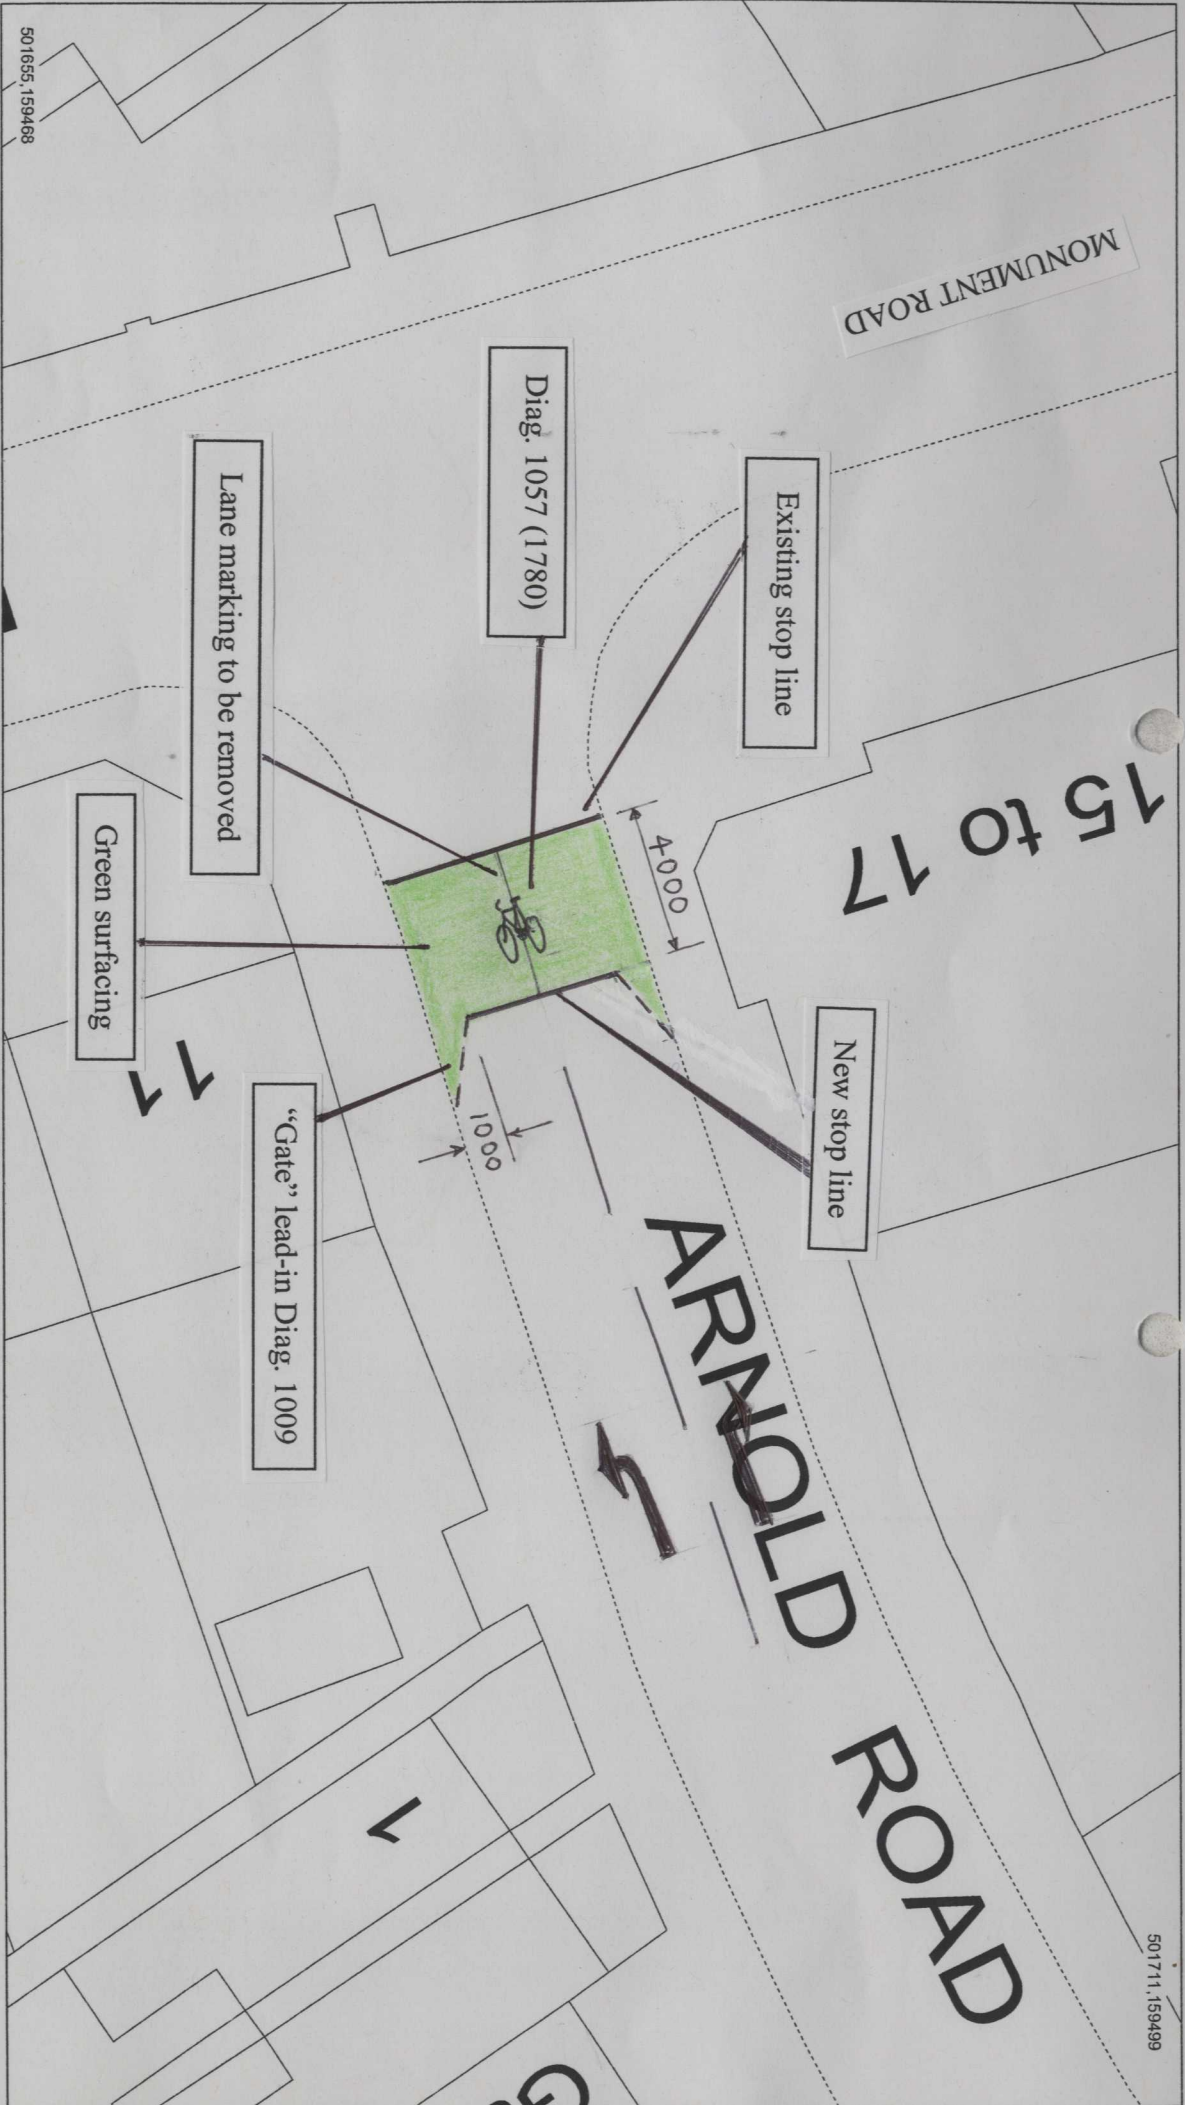 501655,159468
MONUMENT ROAD
Existing stop line
Diag. 1057 (1780)
Lane marking to be removed
Green surfacing
15 to 17
4000
New stop line
11
1000
"Gate" lead-in Diag. 1009
ARNOLD ROAD
1
501711,159499